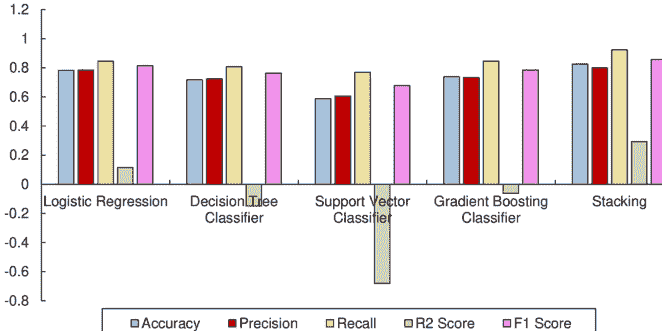 1.2
1
0.8
0.6
0.4
0.2
0
-0.2
-0.4
-0.6
-0.8
Logistic Regression
Decision Tree
Classifier
Support Vector
Classifier
Gradient Boosting
Classifier
Stacking
Accuracy Precision Recall R2 Score F1 Score